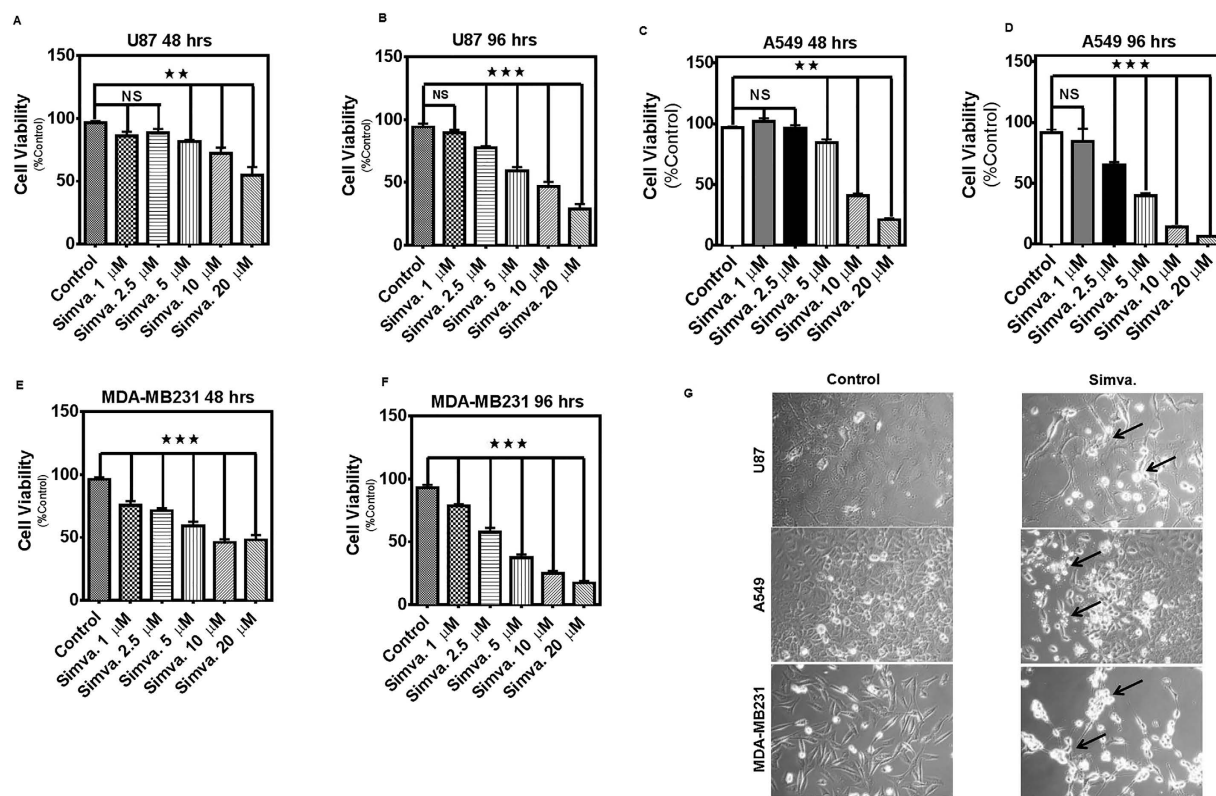 A
U87 48 hrs
Cell Viability
(%Control)
150
100
50
0
★★
NS
Control
Simva. 1 μM
Simva. 2.5 μM
Simva. 5 μM
Simva. 10 μM
Simva. 20 μM
B
U87 96 hrs
Cell Viability
(%Control)
150
100
50
0
★★★
NS
Control
Simva. 1 μM
Simva. 2.5 μM
Simva. 5 μM
Simva. 10 μM
Simva. 20 μM
C
A549 48 hrs
Cell Viability
(%Control)
150
100
50
0
★★
NS
Control
Simva. 1 μM
Simva. 2.5 μM
Simva. 5 μM
Simva. 10 μM
Simva. 20 μM
D
A549 96 hrs
Cell Viability
(%Control)
150
100
50
0
★★★
NS
Control
Simva. 1 μM
Simva. 2.5 μM
Simva. 5 μM
Simva. 10 μM
Simva. 20 μM
E
MDA-MB231 48 hrs
Cell Viability
(%Control)
150
100
50
0
★★★
Control
Simva. 1 μM
Simva. 2.5 μM
Simva. 5 μM
Simva. 10 μM
Simva. 20 μM
F
MDA-MB231 96 hrs
Cell Viability
(%Control)
150
100
50
0
★★★
Control
Simva. 1 μM
Simva. 2.5 μM
Simva. 5 μM
Simva. 10 μM
Simva. 20 μM
G
Control
Simva.
U87
A549
MDA-MB231